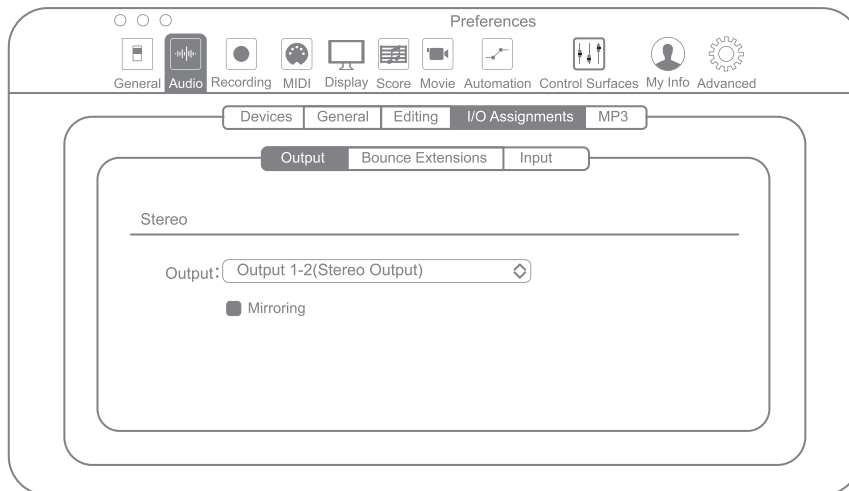 Preferences
General Audio Recording MIDI Display Score Movie Automation Control Surfaces My Info Advanced
Devices General Editing I/O Assignments MP3
Output Bounce Extensions Input
Stereo
Output: Output 1-2(Stereo Output)
Mirroring